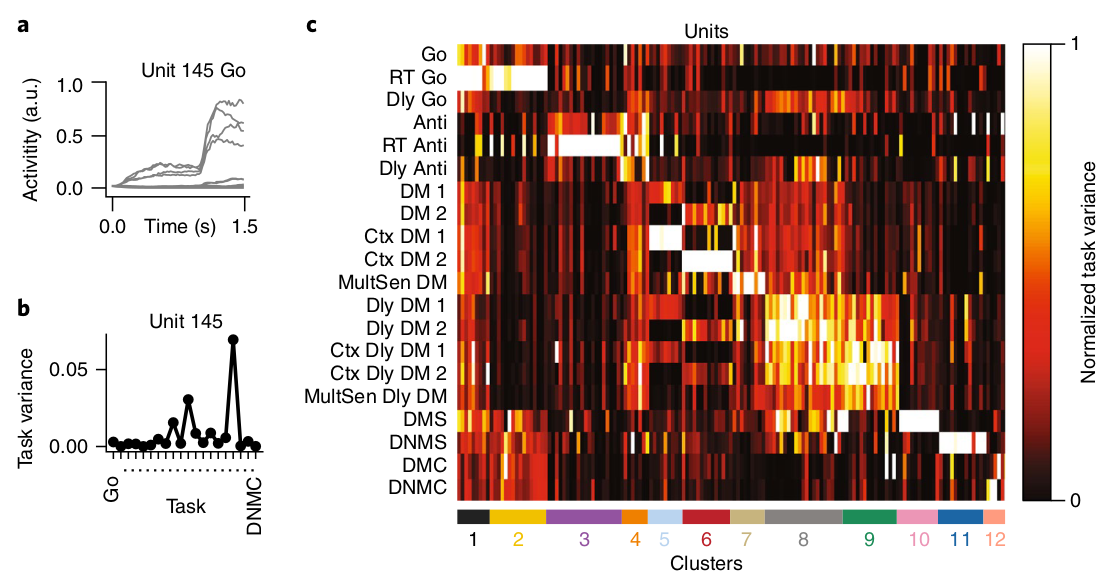 a
Unit 145 Go
Activitity (a.u.)
1.0
0.5
0.0
0.0 Time (s) 1.5
b
Unit 145
Task variance
0.05
0.00
Go
Task
DNMC
c
Units
Go
RT Go
Dly Go
Anti
RT Anti
Dly Anti
DM 1
DM 2
Ctx DM 1
Ctx DM 2
MultSen DM
Dly DM 1
Dly DM 2
Ctx Dly DM 1
Ctx Dly DM 2
MultSen Dly DM
DMS
DNMS
DMC
DNMC
1 2 3 4 5 6 7 8 9 10 11 12
Clusters
1
Normalized task variance
0